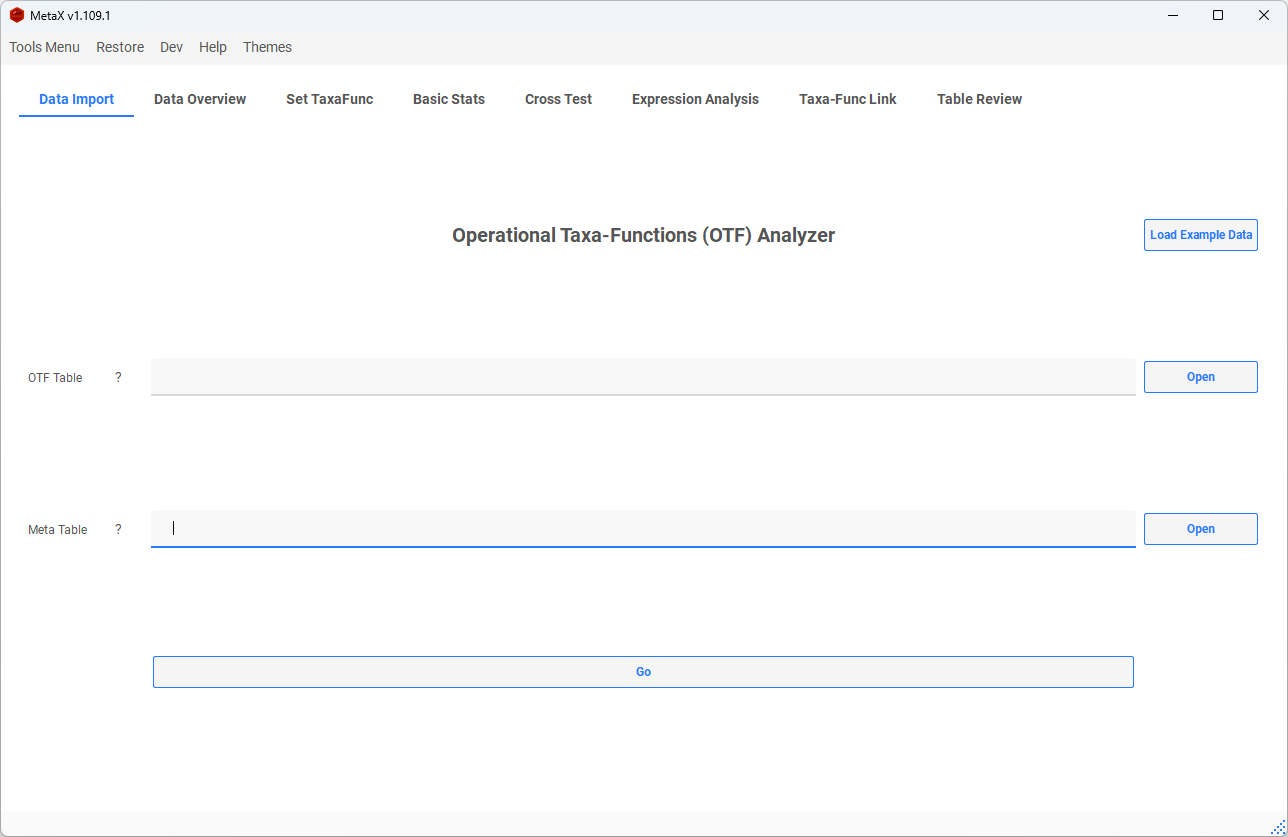 MetaX v1.109.1
Tools Menu Restore Dev Help Themes
Data Import Data Overview Set TaxaFunc Basic Stats Cross Test Expression Analysis Taxa-Func Link Table Review
Operational Taxa-Functions (OTF) Analyzer Load Example Data
OTF Table ? Open
Meta Table ? Open
Go